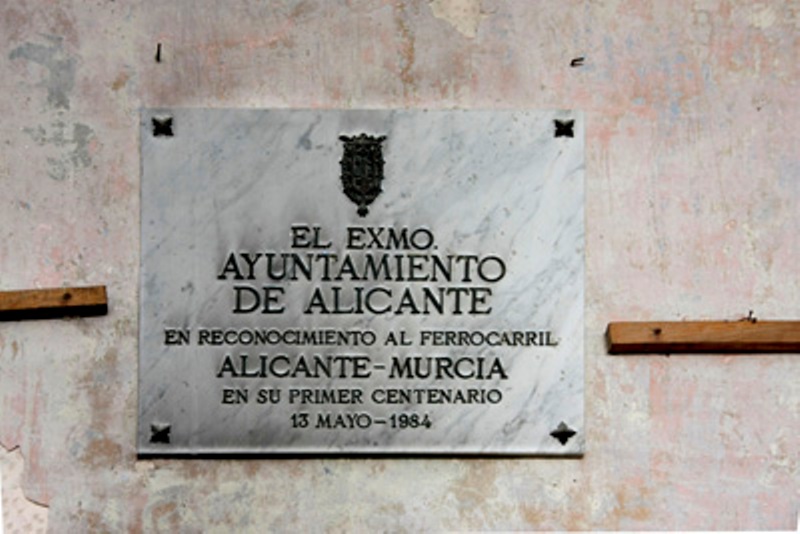 EL EXMO.
AYUNTAMIENTO
DE ALICANTE
EN RECONOCIMIENTO AL FERROCARRIL
ALICANTE-MURCIA
EN SU PRIMER CENTENARIO
13 MAYO-1984